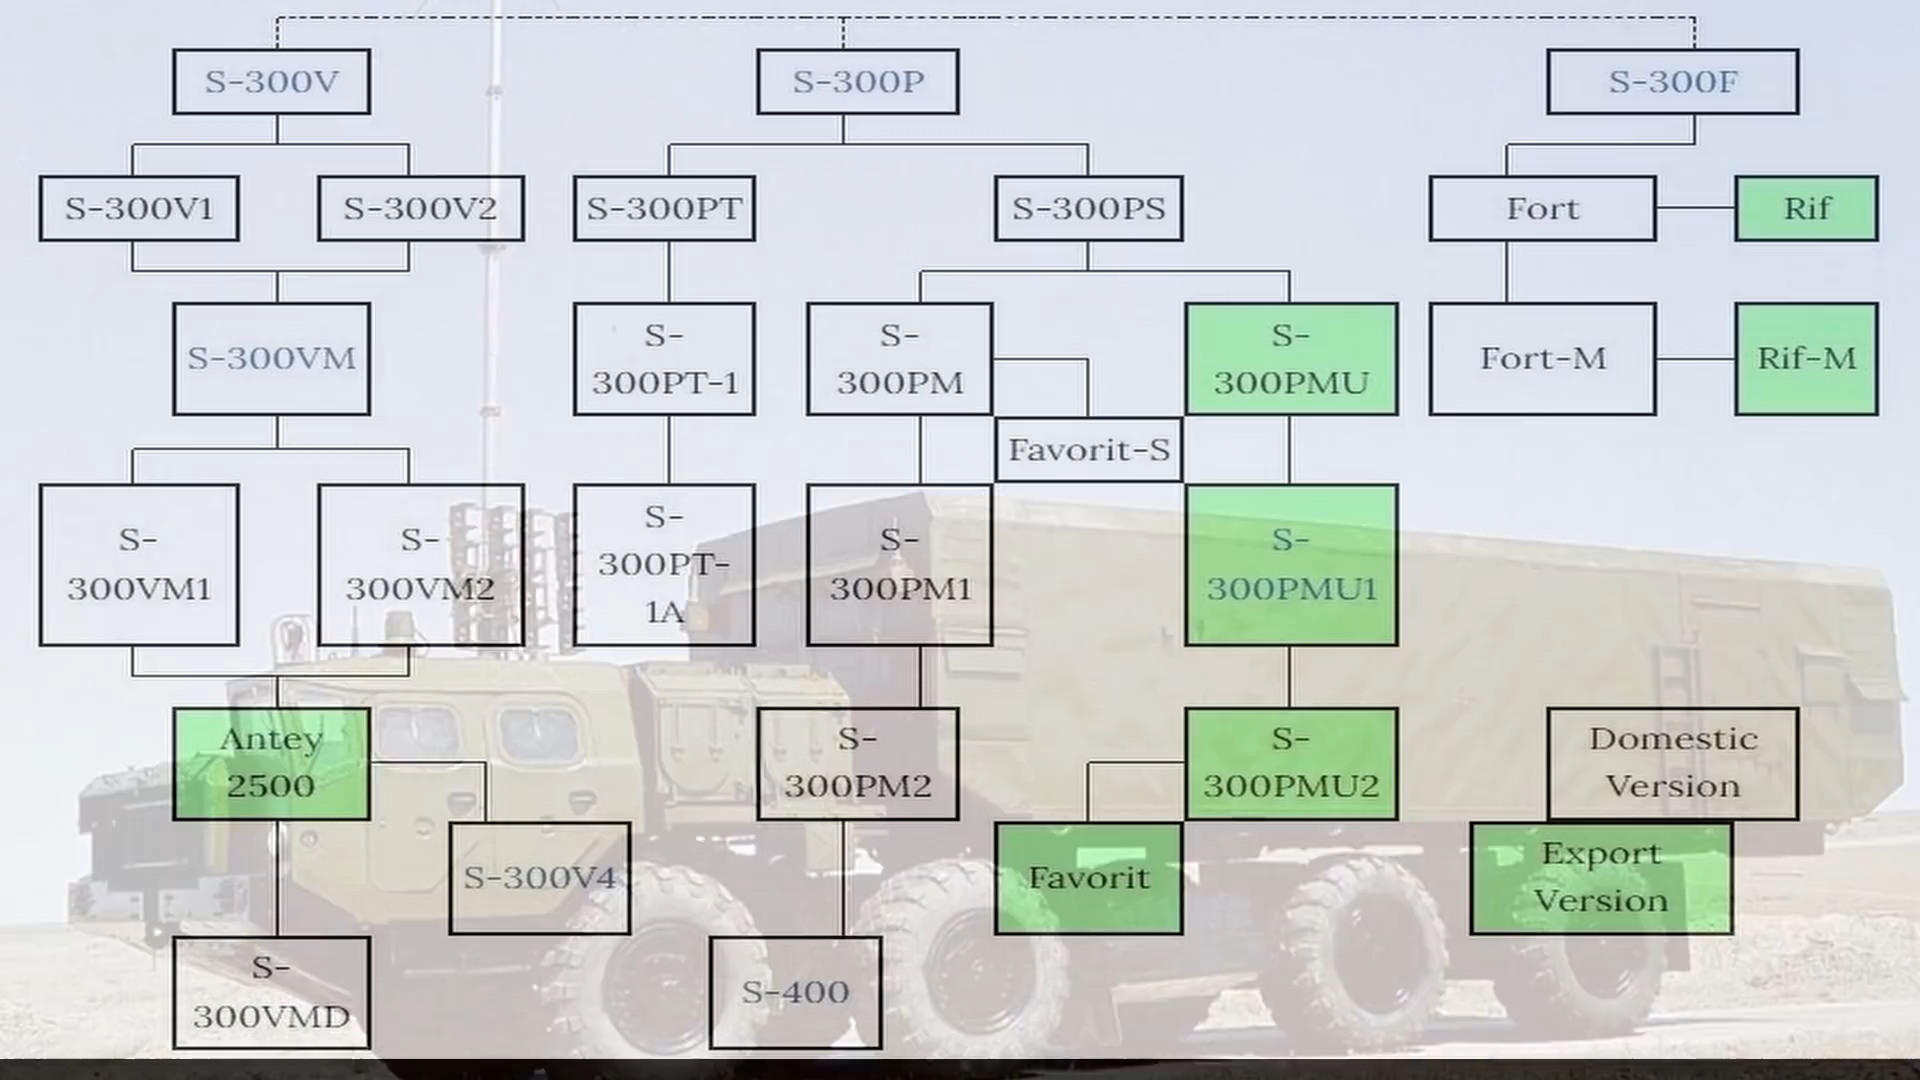 S-300V
S-300P
S-300F
S-300V1
S-300V2
S-300PT
S-300PS
Fort
Rif
S-300VM
S-
300PT-1
S-
300PM
S-
300PMU
Fort-M
Rif-M
Favorit-S
S-
300VM1
S-
300VM2
S-
300PT-
1A
S-
300PM1
S-
300PMU1
Antey
2500
S-
300PM2
S-
300PMU2
Domestic
Version
S-300V4
Favorit
Export
Version
S-
300VMD
S-400